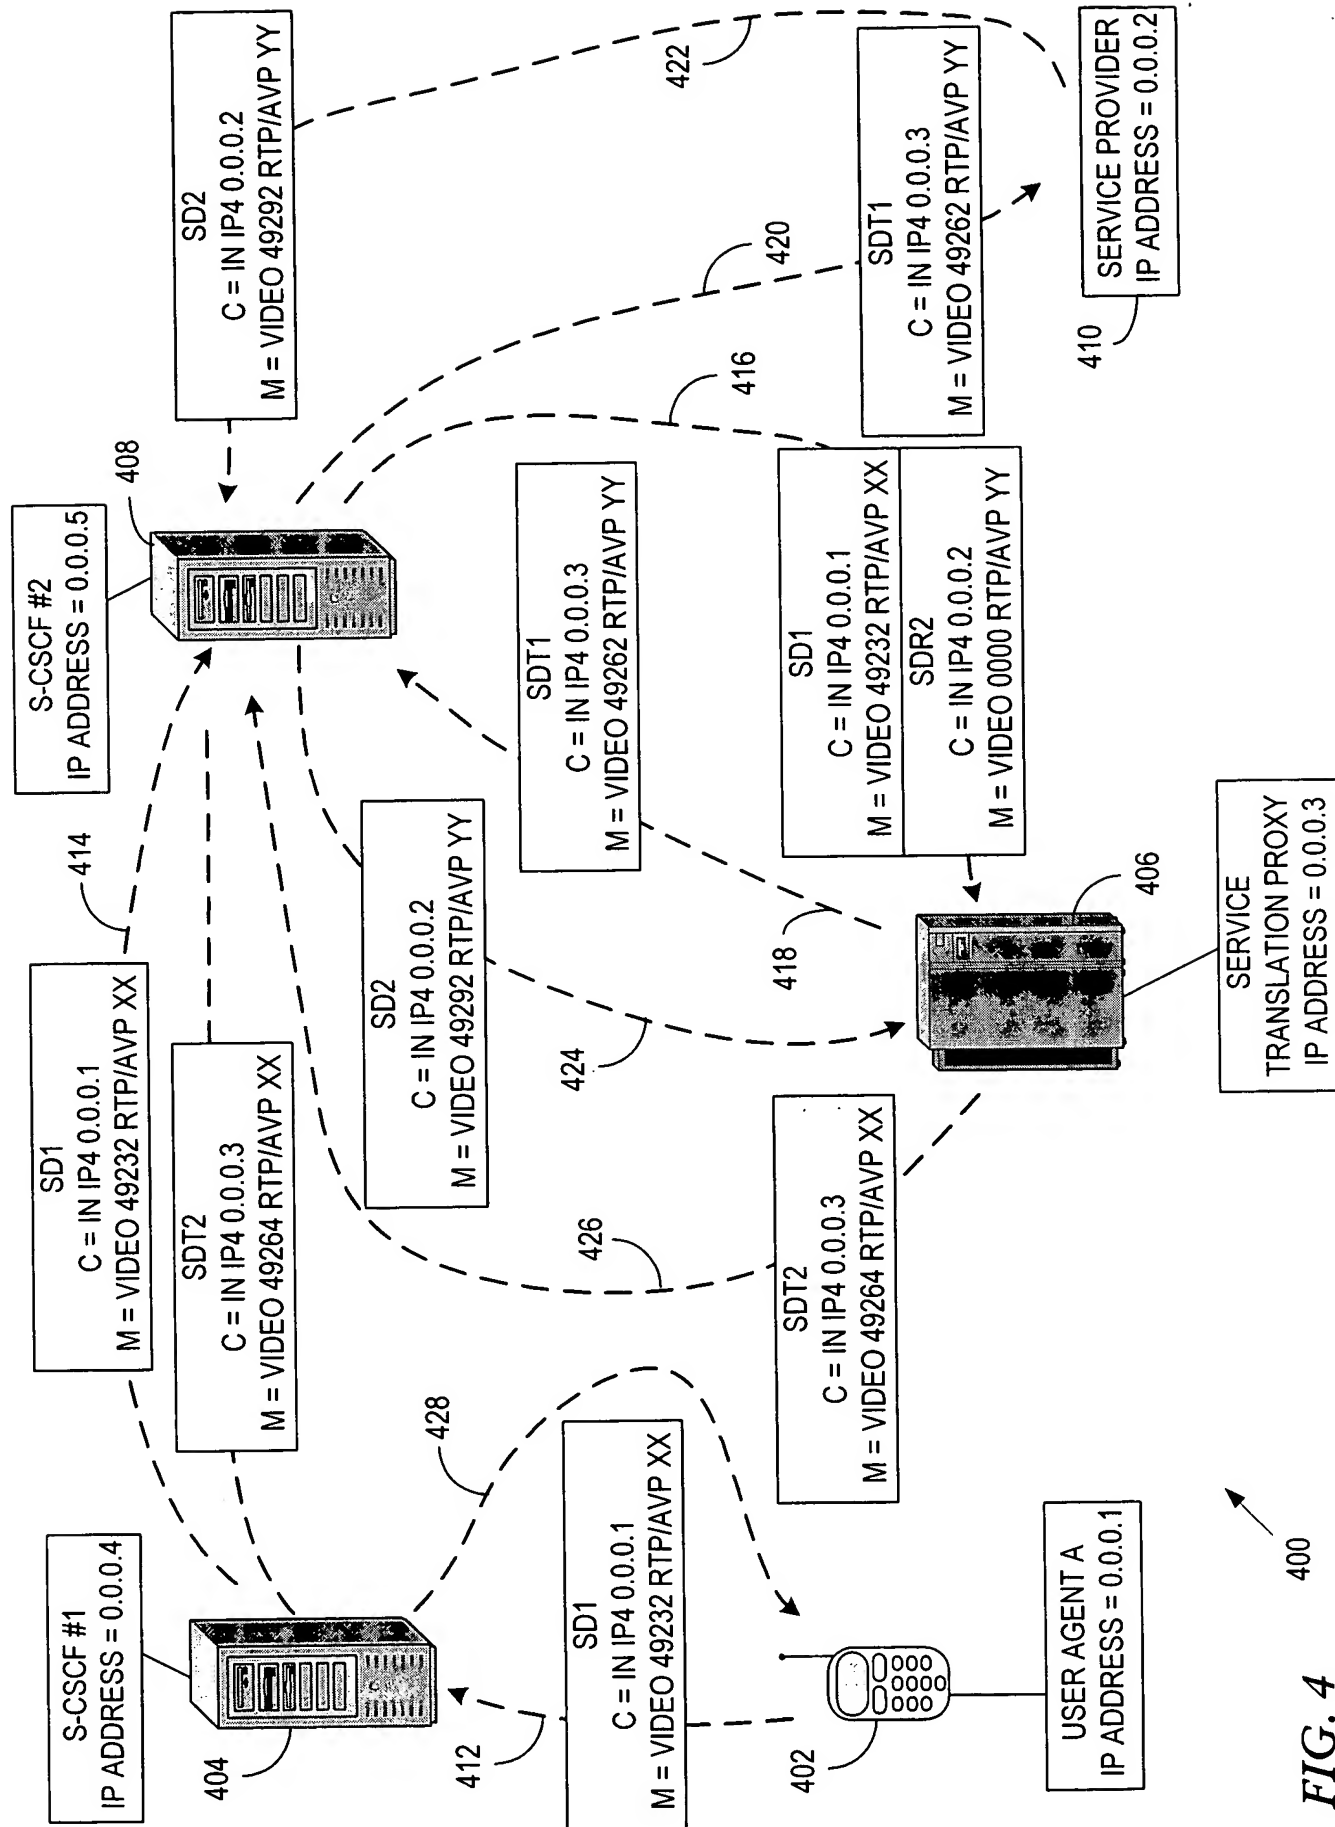 S-CSCF #1
IP ADDRESS = 0.0.0.4
404
SD1
C = IN IP4 0.0.0.1
M = VIDEO 49232 RTP/AVP XX
414
S-CSCF #2
IP ADDRESS = 0.0.0.5
408
SDT2
C = IN IP4 0.0.0.3
M = VIDEO 49264 RTP/AVP XX
SD2
C = IN IP4 0.0.0.2
M = VIDEO 49292 RTP/AVP YY
428
SD2
C = IN IP4 0.0.0.2
M = VIDEO 49292 RTP/AVP YY
412
SD1
C = IN IP4 0.0.0.1
M = VIDEO 49232 RTP/AVP XX
426
424
SDT1
C = IN IP4 0.0.0.3
M = VIDEO 49262 RTP/AVP YY
416
420
422
402
SDT2
C = IN IP4 0.0.0.3
M = VIDEO 49264 RTP/AVP XX
418
SD1
C = IN IP4 0.0.0.1
M = VIDEO 49232 RTP/AVP XX
SDR2
C = IN IP4 0.0.0.2
M = VIDEO 0000 RTP/AVP YY
SDT1
C = IN IP4 0.0.0.3
M = VIDEO 49262 RTP/AVP YY
406
410
USER AGENT A
IP ADDRESS = 0.0.0.1
SERVICE
TRANSLATION PROXY
IP ADDRESS = 0.0.0.3
SERVICE PROVIDER
IP ADDRESS = 0.0.0.2
400
FIG. 4